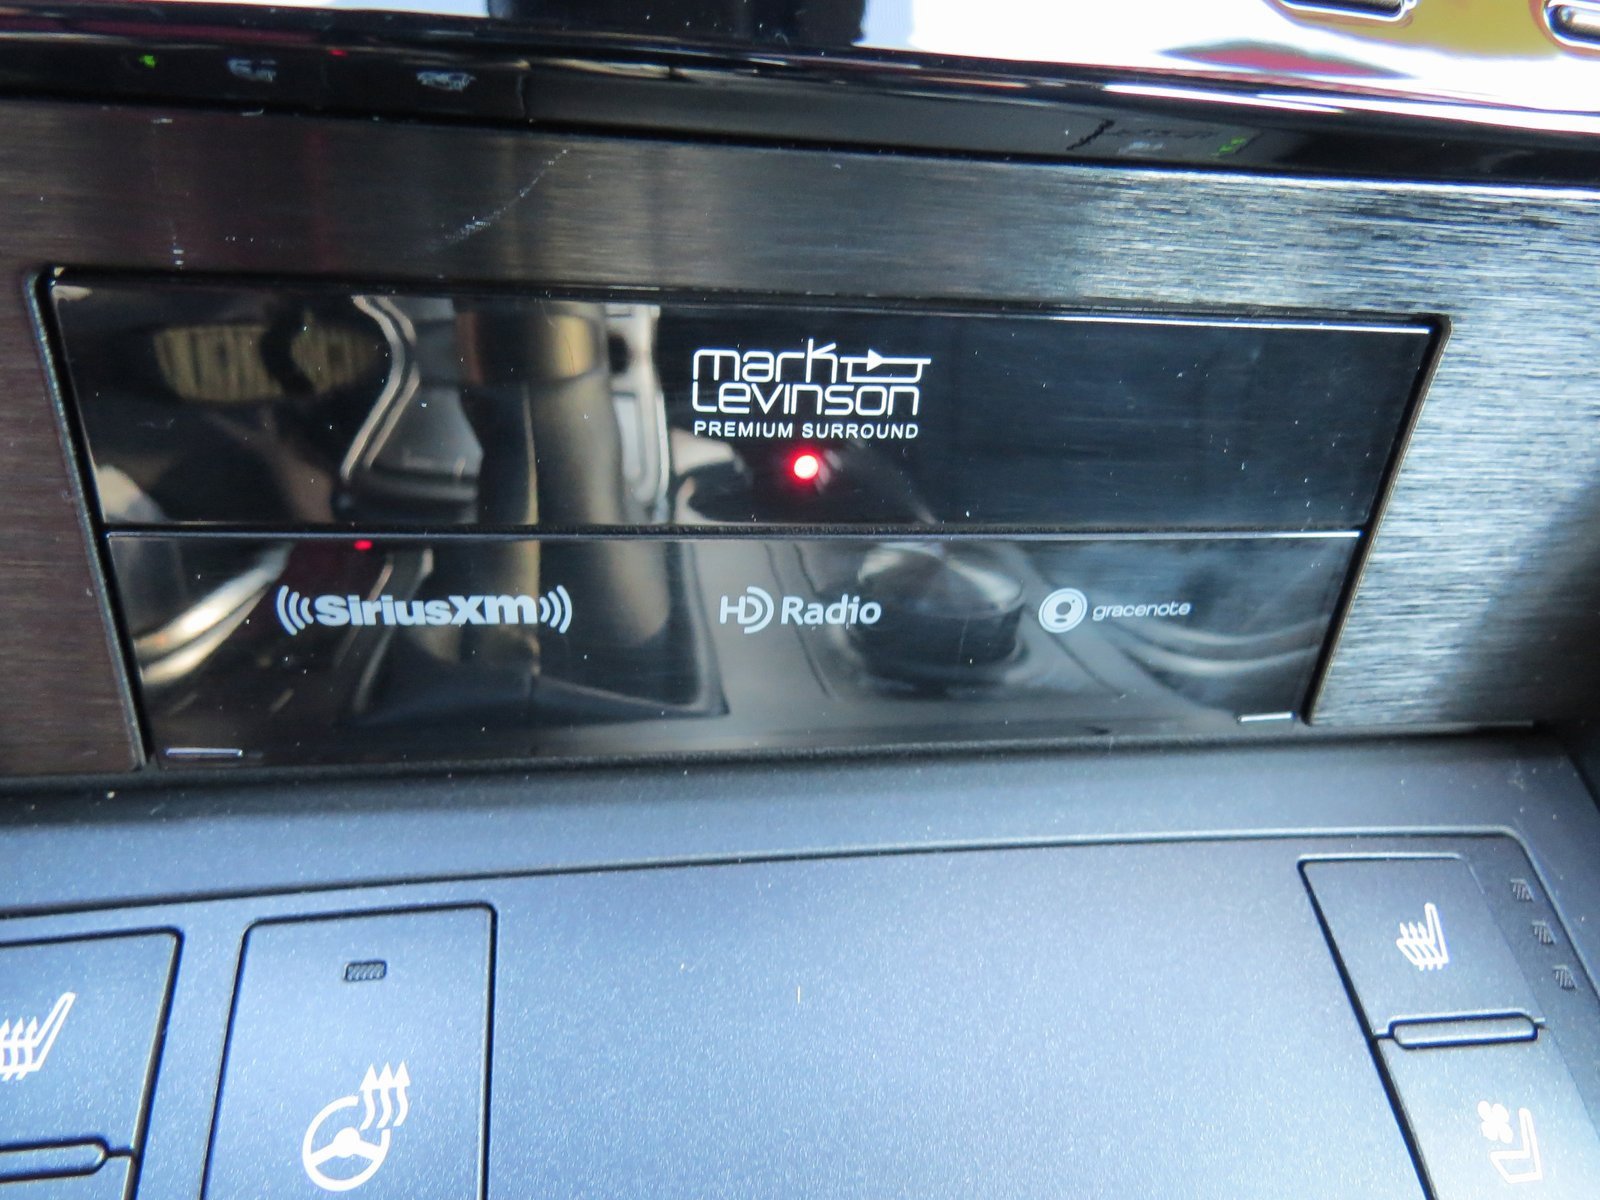 mark
Levinson
PREMIUM SURROUND
SiriusXM
HD Radio
gracenote